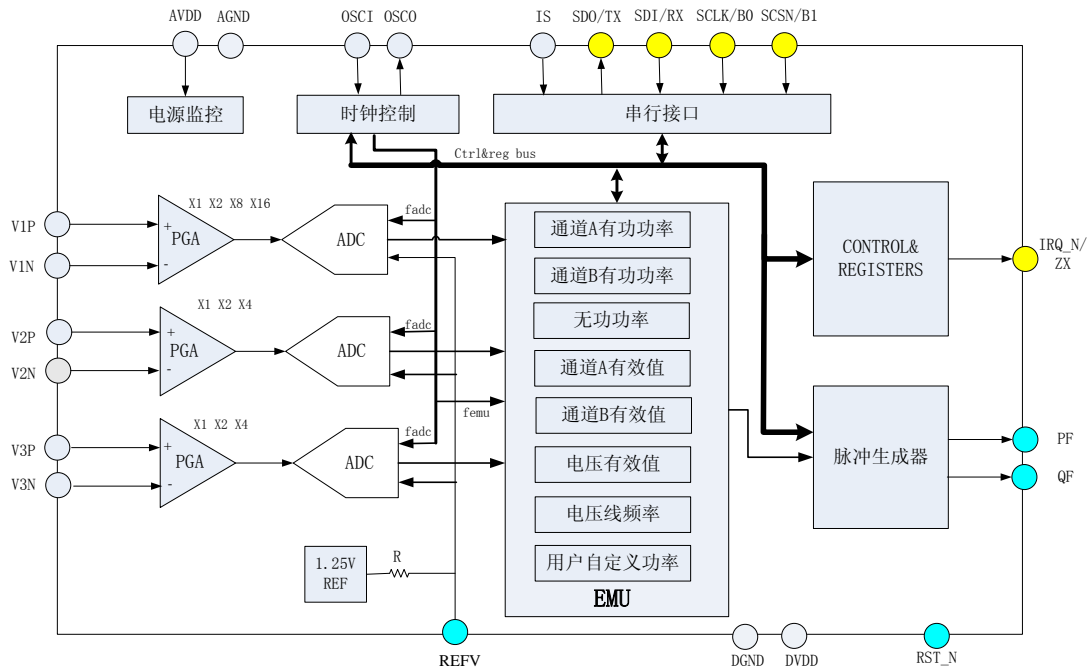 AVDD
AGND
OSCI
OSCO
IS
SDO/TX
SDI/RX
SCLK/B0
SCSN/B1
电源监控
时钟控制
串行接口
Ctrl&reg bus
V1P
V1N
X1 X2 X8 X16
+
PGA
-
ADC
fadc
V2P
V2N
X1 X2 X4
+
PGA
-
ADC
fadc
femu
V3P
V3N
X1 X2 X4
+
PGA
-
ADC
fadc
通道A有功功率
通道B有功功率
无功功率
通道A有效值
通道B有效值
电压有效值
电压线频率
用户自定义功率
EMU
CONTROL&
REGISTERS
IRQ_N/
ZX
脉冲生成器
PF
QF
1.25V
REF
R
REFV
DGND
DVDD
RST_N